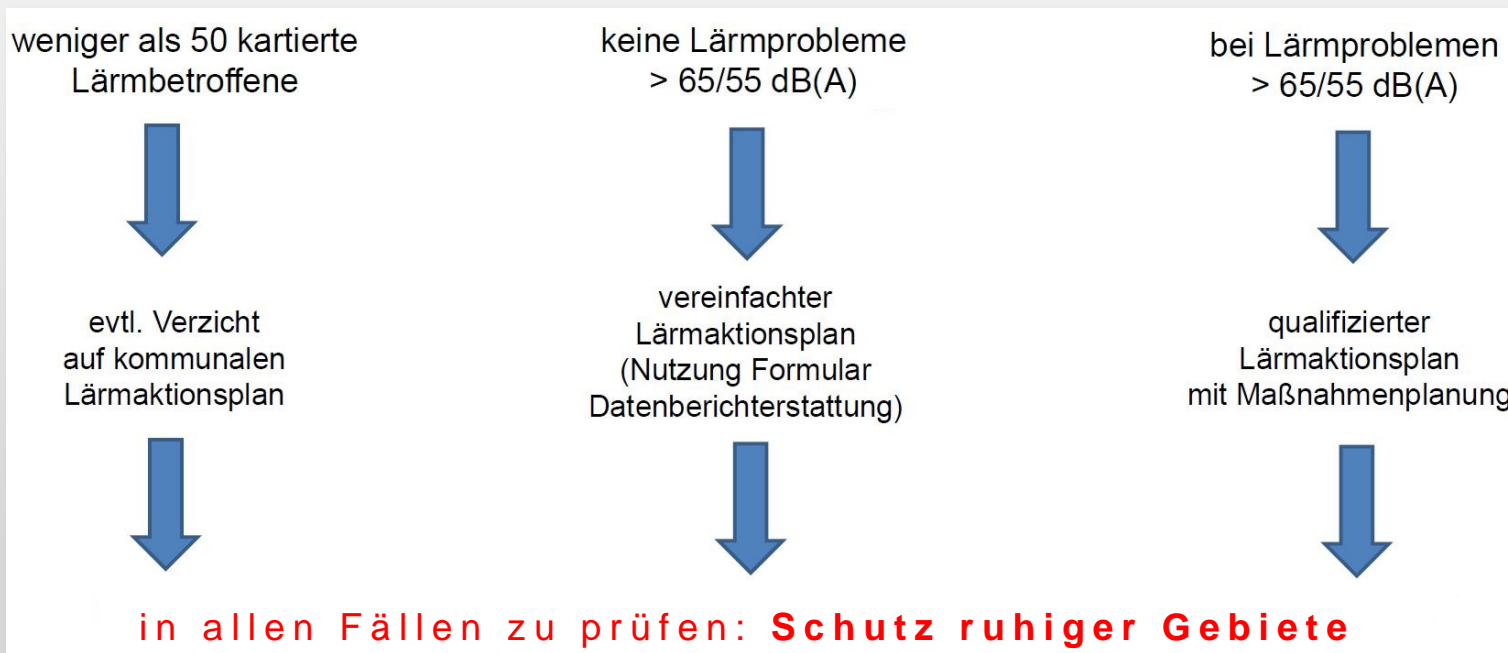 weniger als 50 kartierte
Lärmbetroffene
keine Lärmprobleme
> 65/55 dB(A)
bei Lärmproblemen
> 65/55 dB(A)
evtl. Verzicht
auf kommunalen
Lärmaktionsplan
vereinfachter
Lärmaktionsplan
(Nutzung Formular
Datenberichterstattung)
qualifizierter
Lärmaktionsplan
mit Maßnahmenplanung
in allen Fällen zu prüfen: Schutz ruhiger Gebiete